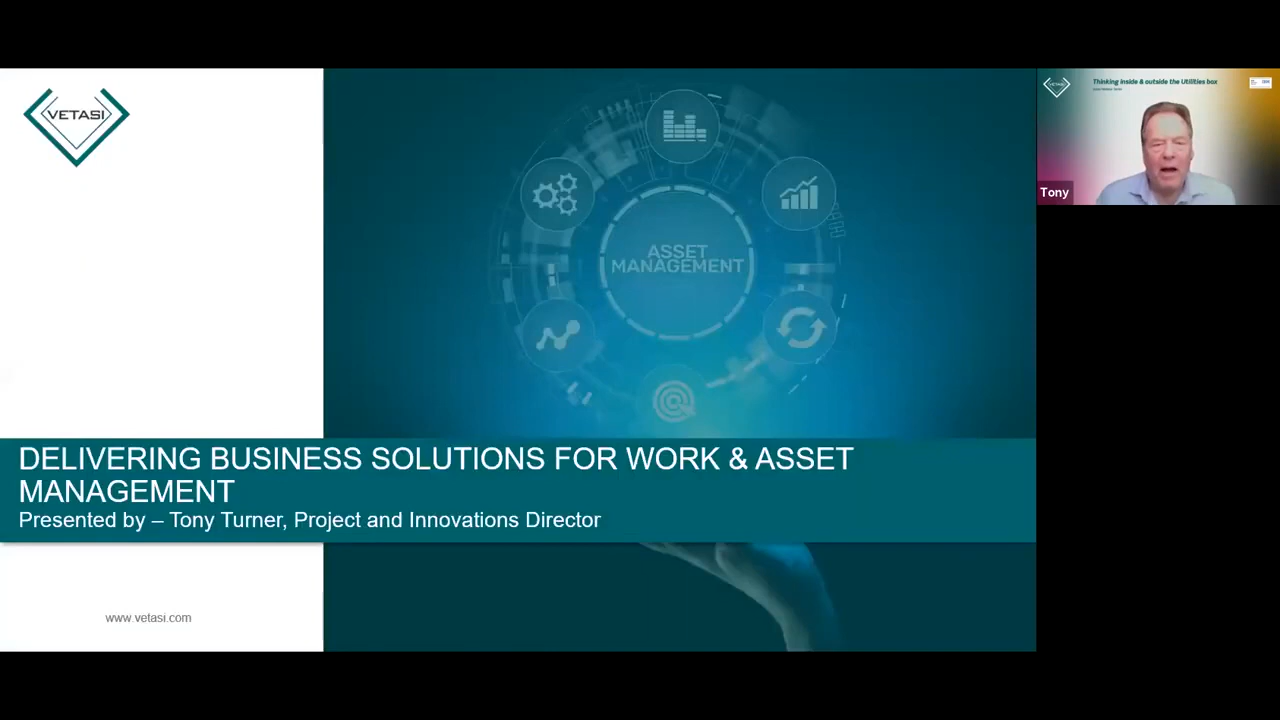 VETASI
ASSET
MANAGEMENT
DELIVERING BUSINESS SOLUTIONS FOR WORK & ASSET
MANAGEMENT
Presented by – Tony Turner, Project and Innovations Director
www.vetasi.com
Thinking inside & outside the Utilities box
Tony